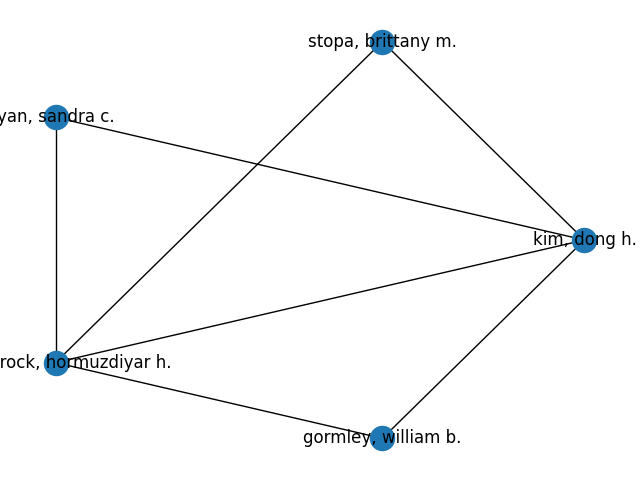 stopa, brittany m.
yan, sandra c.
kim, dong h.
rock, hormuzdiyar h.
gormley, william b.